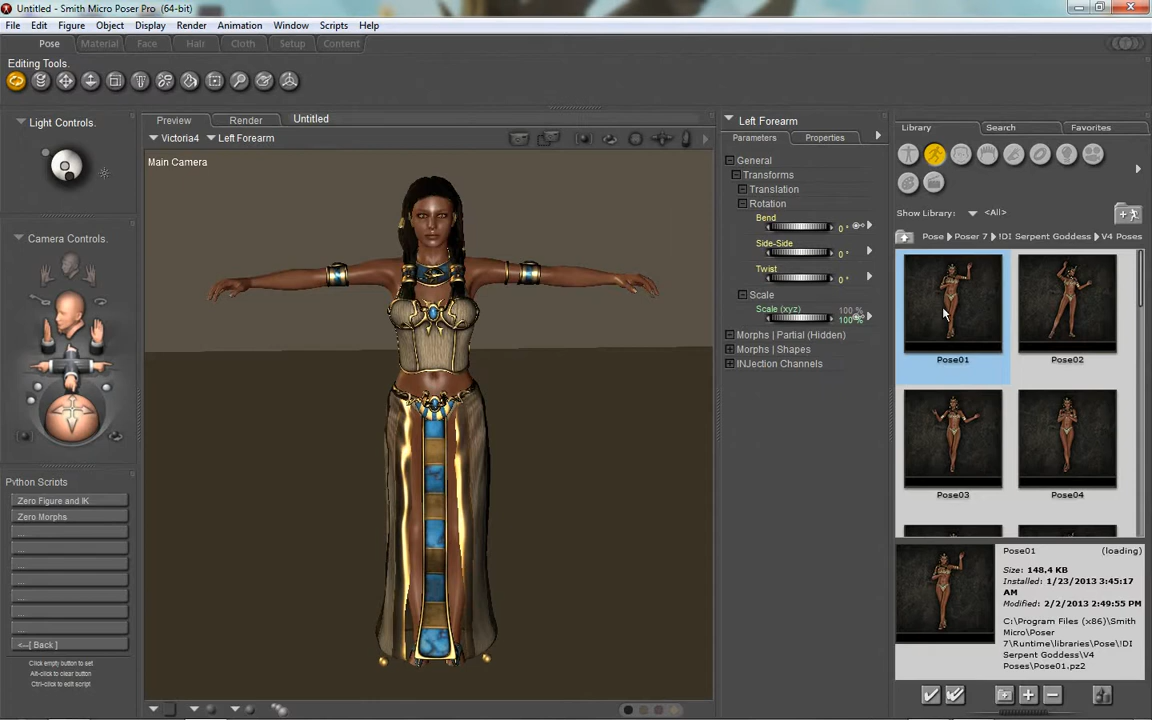 Untitled - Smith Micro Poser Pro  (64-bit)
File Edit Figure Object Display Render Animation Window Scripts Help
Pose Material Face Hair Cloth Setup Content
Editing Tools.
Light Controls.
Camera Controls.
Python Scripts
Zero Figure and IK
Zero Morphs
...
...
...
...
...
...
...
<---[ Back ]
Click empty button to set
Alt-click to clear button
Ctrl-click to edit script
Preview Render Untitled
Victoria4 Left Forearm
Main Camera
Left Forearm
Parameters Properties
General
Transforms
Translation
Rotation
Bend
0 °
Side-Side
0 °
Twist
0 °
Scale
Scale (xyz) 100 %
100 %
Morphs | Partial (Hidden)
Morphs | Shapes
INJection Channels
Library Search Favorites
Show Library: <All>
Pose Poser 7 !DI Serpent Goddess V4 Poses
Pose01 Pose02
Pose03 Pose04
Pose01 (loading)
Size: 148.4 KB
Installed: 1/23/2013 3:45:17
AM
Modified: 2/2/2013 2:49:55 PM
C:\Program Files (x86)\Smith
Micro\Poser
7\Runtime\libraries\Pose\!DI
Serpent Goddess\V4
Poses\Pose01.pz2